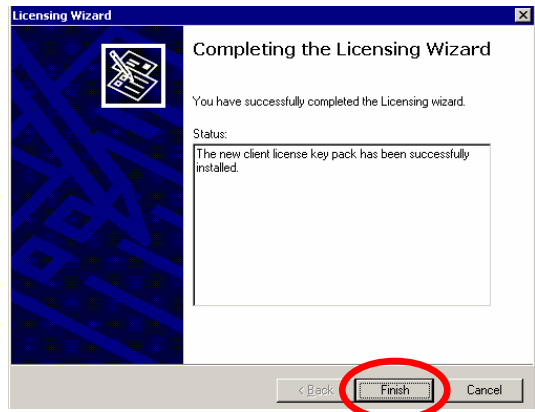 Licensing Wizard
Completing the Licensing Wizard
You have successfully completed the Licensing wizard.
Status:
The new client license key pack has been successfully
installed.
< Back Finish Cancel